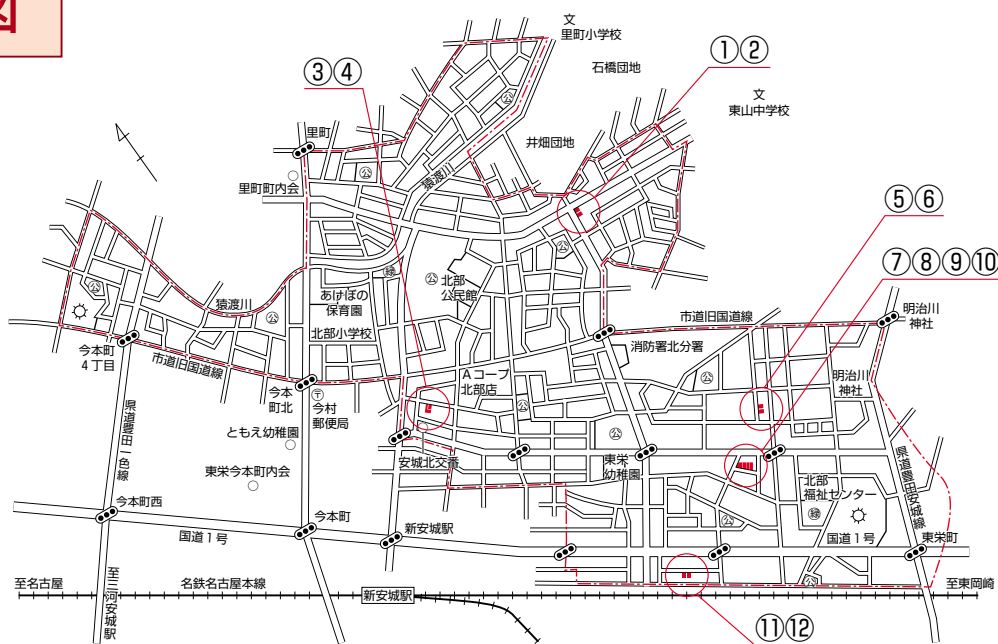 図
文
里町小学校
石橋団地
①②
文
東山中学校
③④
公
井畑団地
里町
公
猿渡川
里町町内会
⑤⑥
公
⑦⑧⑨⑩
緑
公
北部
公民館
公
あけぼの
保育園
猿渡川
公
北部小学校
市道旧国道線
明治川
神社
今本町
4丁目
市道旧国道線
消防署北分署
Aコープ
北部店
公
明治川
神社
今本
町北
〒
今村
郵便局
公
公
県道豊田一色線
ともえ幼稚園
安城北交番
東栄
幼稚園
東栄今本町内会
県道豊田安城線
北部
福祉センター
今本町西
公
緑
国道1号
今本町
新安城駅
国道1号
東栄町
至名古屋
名鉄名古屋本線
新安城駅
公
至東岡崎
至三河安城駅
⑪⑫